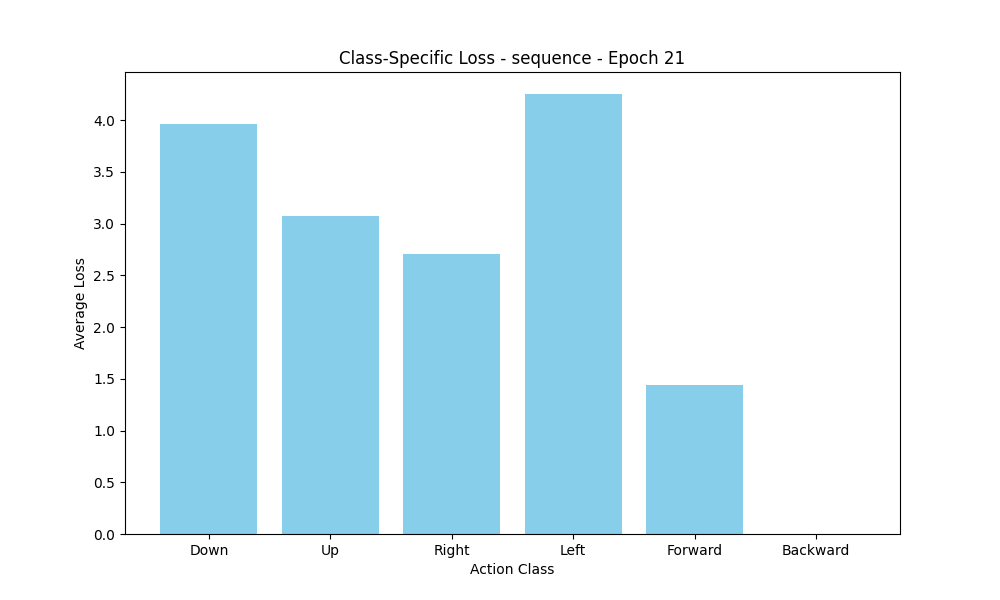 Class-Specific Loss - sequence - Epoch 21
4.0
3.5
3.0
2.5
2.0
1.5
1.0
0.5
0.0
Average Loss
Down Up Right Left Forward Backward
Action Class